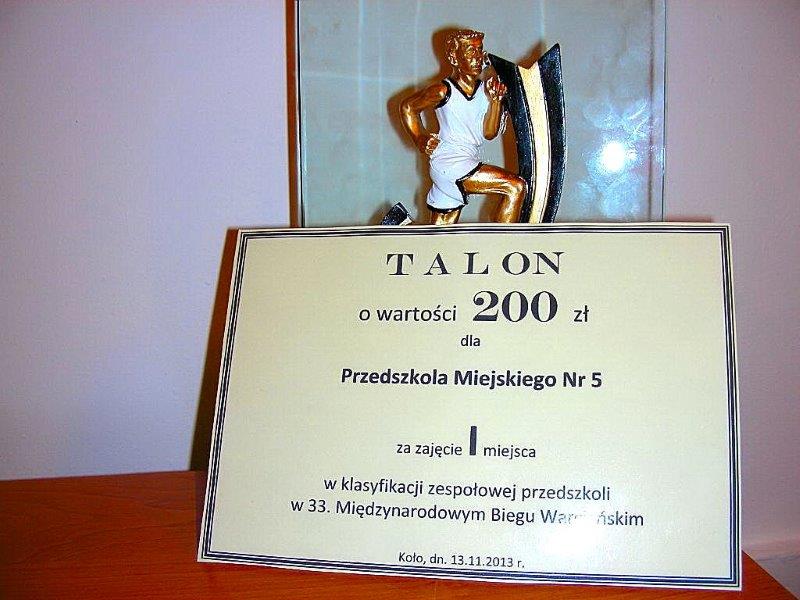 TALON
o wartości 200 zł
dla
Przedszkola Miejskiego Nr 5
za zajęcie I miejsca
w klasyfikacji zespołowej przedszkoli
w 33. Międzynarodowym Biegu
Koło, dn. 13.11.2013 r.